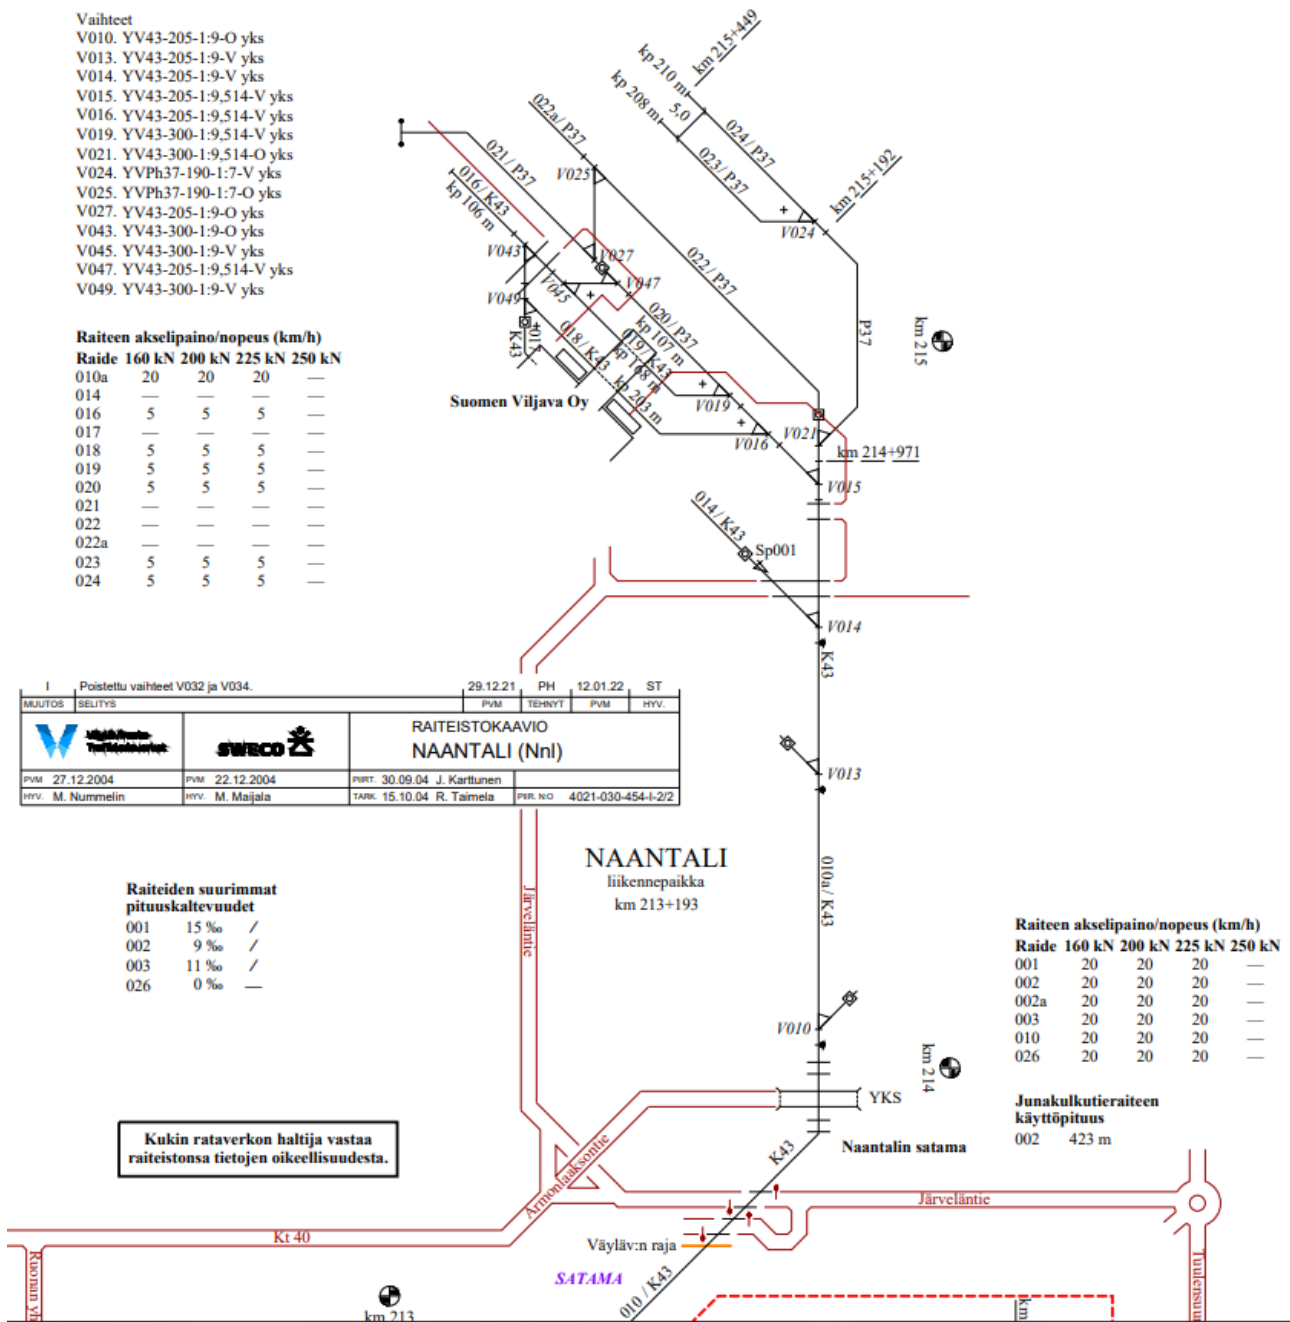 Vaihteet
V010. YV43-205-1:9-O yks
V013. YV43-205-1:9-V yks
V014. YV43-205-1:9-V yks
V015. YV43-205-1:9,514-V yks
V016. YV43-205-1:9,514-V yks
V019. YV43-300-1:9,514-V yks
V021. YV43-300-1:9,514-O yks
V024. YVPh37-190-1:7-V yks
V025. YVPh37-190-1:7-O yks
V027. YV43-205-1:9-O yks
V043. YV43-300-1:9-O yks
V045. YV43-300-1:9-V yks
V047. YV43-205-1:9,514-V yks
V049. YV43-300-1:9-V yks
Raiteen akselipaino/nopeus (km/h)
Raide 160 kN 200 kN 225 kN 250 kN
010a 20 20 20 —
014 — — — —
016 5 5 5 —
017 — — — —
018 5 5 5 —
019 5 5 5 —
020 5 5 5 —
021 — — — —
022 — — — —
022a — — — —
023 5 5 5 —
024 5 5 5 —
km 215+449
kp 210 m
kp 208 m
5,0
024 / P37
023 / P37
km 215+192
022a / P37
021 / P37
016 / K43
kp 106 m
V025
V024
V043
V027
V047
V045
V049
022 / P37
P37
km 215
020 / P37
kp 107 m
019 / K43
kp 168 m
018 / K43
kp 203 m
017
K43
Suomen Viljava Oy
V019
V016
V021
km 214+971
V015
014 / K43
Sp001
V014
K43
I Poistettu vaihteet V032 ja V034. 29.12.21 PH 12.01.22 ST
MUUTOS SELITYS PVM TEHNYT PVM HYV.
SWECO
RAITEISTOKAAVIO
NAANTALI (Nnl)
PVM 27.12.2004 PVM 22.12.2004 PIIRT. 30.09.04 J. Karttunen
HYV. M. Nummelin HYV. M. Maijala TARK. 15.10.04 R. Taimela PIIR. N:O 4021-030-454-I-2/2
V013
NAANTALI
liikennepaikka
km 213+193
Järveläntie
010a / K43
Raiteiden suurimmat
pituuskaltevuudet
001 15 ‰ /
002 9 ‰ /
003 11 ‰ /
026 0 ‰ —
Raiteen akselipaino/nopeus (km/h)
Raide 160 kN 200 kN 225 kN 250 kN
001 20 20 20 —
002 20 20 20 —
002a 20 20 20 —
003 20 20 20 —
010 20 20 20 —
026 20 20 20 —
V010
km 214
YKS
Junakulkutieraiteen
käyttöpituus
002 423 m
Kukin rataverkon haltija vastaa
raiteistonsa tietojen oikeellisuudesta.
K43
Naantalin satama
Armonlaaksontie
Järveläntie
Kt 40
Väyläv:n raja
SATAMA
010 / K43
km 213
km